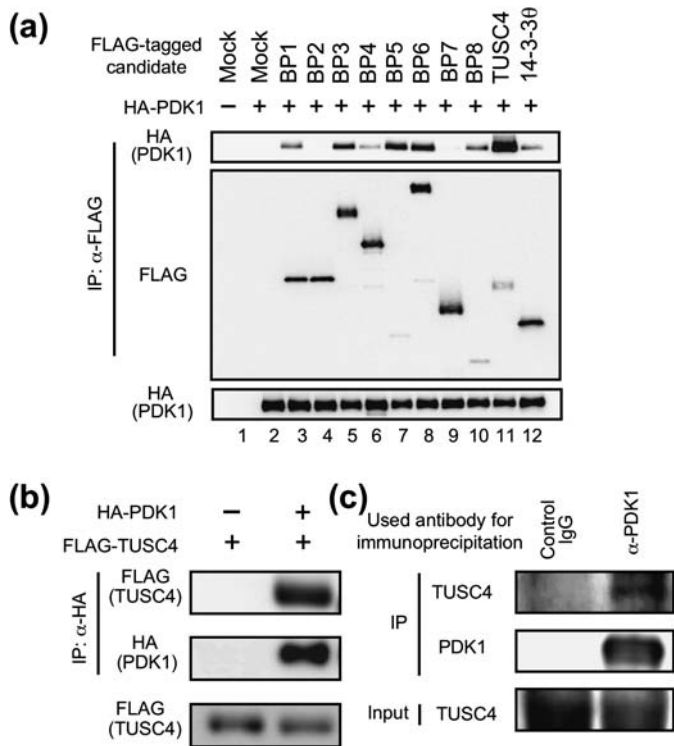 (a)
FLAG-tagged
candidate
Mock
Mock
BP1
BP2
BP3
BP4
BP5
BP6
BP7
BP8
TUSC4
14-3-3θ
HA-PDK1 − + + + + + + + + + + +
IP: α-FLAG
HA
(PDK1)
FLAG
HA
(PDK1)
1 2 3 4 5 6 7 8 9 10 11 12
(b)
HA-PDK1 − +
FLAG-TUSC4 + +
IP: α-HA
FLAG
(TUSC4)
HA
(PDK1)
FLAG
(TUSC4)
(c)
Used antibody for
immunoprecipitation
Control
IgG
α-PDK1
IP
TUSC4
PDK1
Input TUSC4